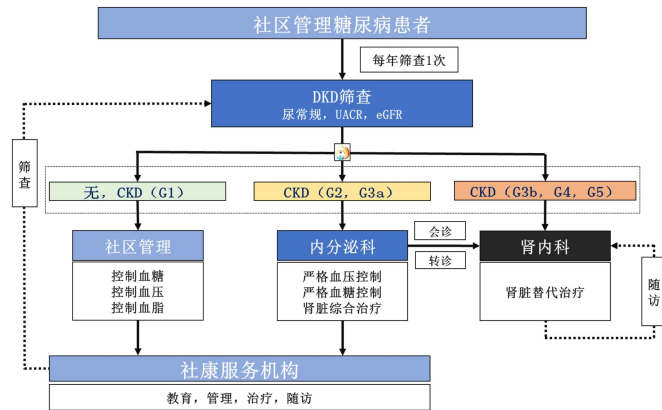 社区管理糖尿病患者
每年筛查1次
DKD筛查
尿常规，UACR，eGFR
筛查
无，CKD（G1）
CKD（G2，G3a）
CKD（G3b，G4，G5）
社区管理
控制血糖
控制血压
控制血脂
内分泌科
严格血压控制
严格血糖控制
肾脏综合治疗
会诊
转诊
肾内科
肾脏替代治疗
随访
社康服务机构
教育，管理，治疗，随访